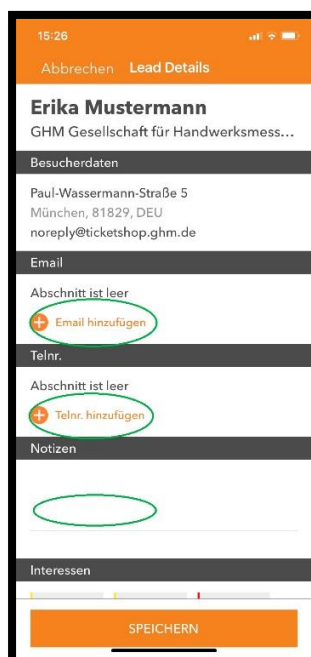 15:26
Abbrechen Lead Details
Erika Mustermann
GHM Gesellschaft für Handwerksmess...
Besucherdaten
Paul-Wassermann-Straße 5
München, 81829, DEU
noreply@ticketshop.ghm.de
Email
Abschnitt ist leer
Email hinzufügen
Telnr.
Abschnitt ist leer
Telnr. hinzufügen
Notizen
Interessen
SPEICHERN